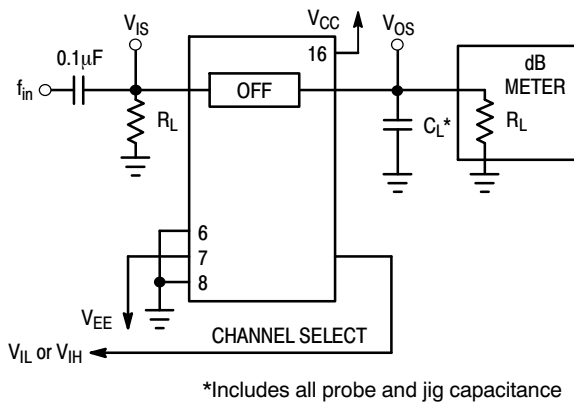 V_IS
V_CC
V_OS
16
0.1μF
dB
METER
f_in
OFF
R_L
C_L*
R_L
6
7
8
V_EE
CHANNEL SELECT
V_IL or V_IH
*Includes all probe and jig capacitance